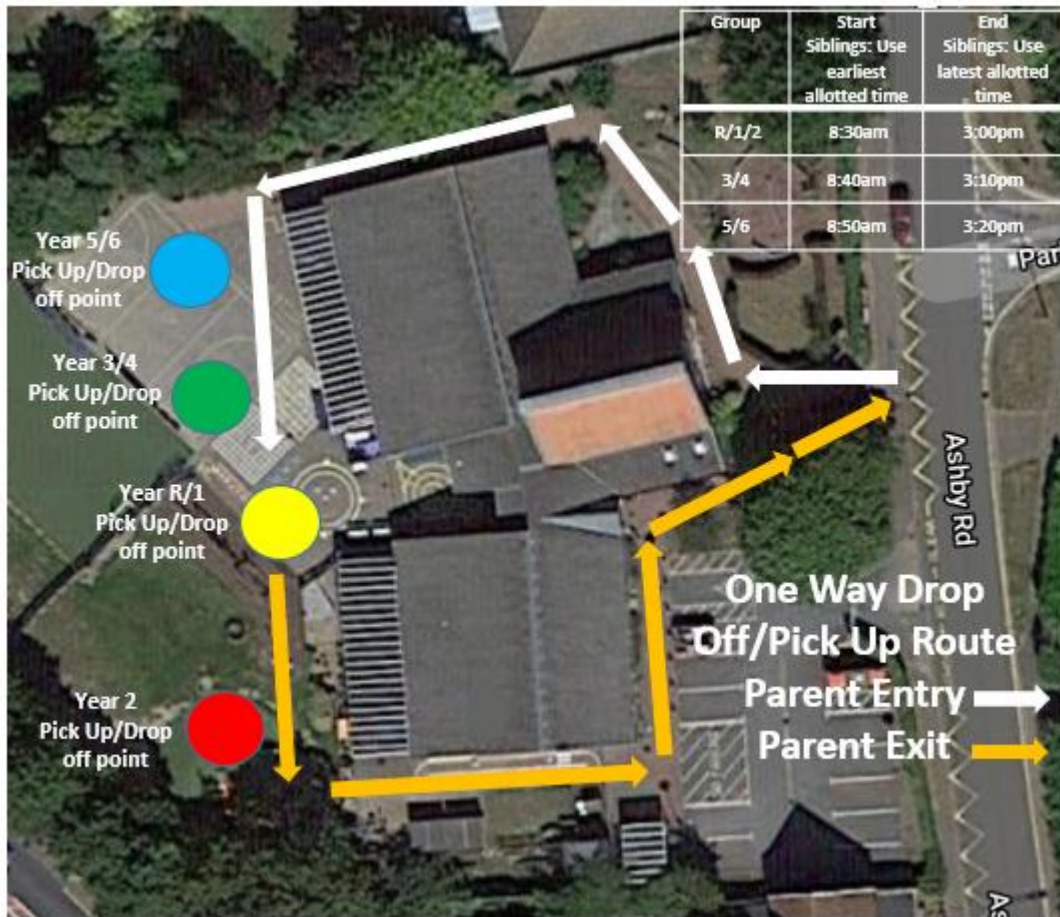 Group
Start
Siblings: Use
earliest
allotted time
End
Siblings: Use
latest allotted
time
R/1/2
8:30am
3:00pm
3/4
8:40am
3:10pm
5/6
8:50am
3:20pm
Year 5/6
Pick Up/Drop
off point
Year 3/4
Pick Up/Drop
off point
Year R/1
Pick Up/Drop
off point
Ashby Rd
One Way Drop
Off/Pick Up Route
Parent Entry
Parent Exit
Year 2
Pick Up/Drop
off point